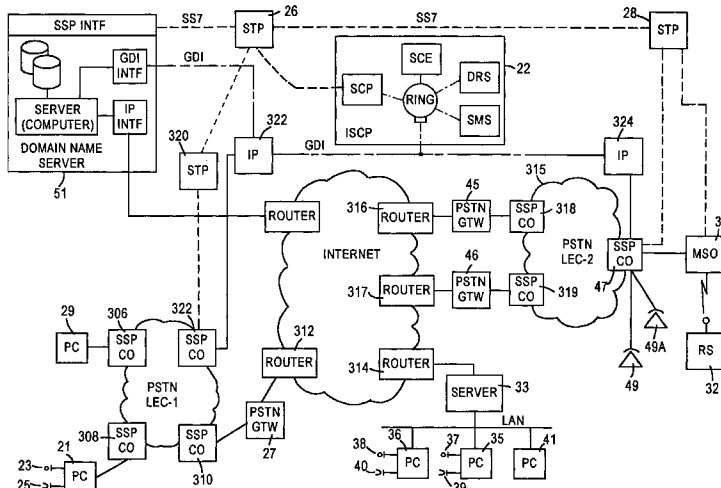 SSP INTF
SS7
26
STP
SS7
28
STP
GDI
INTF
GDI
SERVER
(COMPUTER)
IP
INTF
DOMAIN NAME
SERVER
51
SCE
22
SCP
RING
DRS
SMS
ISCP
320
STP
322
IP
GDI
324
IP
ROUTER
316
ROUTER
45
PSTN
GTW
315
SSP
CO
318
INTERNET
PSTN
LEC-2
SSP
CO
47
MSO
3
46
317
ROUTER
PSTN
GTW
SSP
CO
319
49A
49
RS
32
29
PC
306
SSP
CO
322
SSP
CO
312
ROUTER
314
ROUTER
SERVER
33
PSTN
LEC-1
PSTN
GTW
27
308
SSP
CO
SSP
CO
310
21
PC
23
25
LAN
38
40
36
PC
37
39
35
PC
41
PC